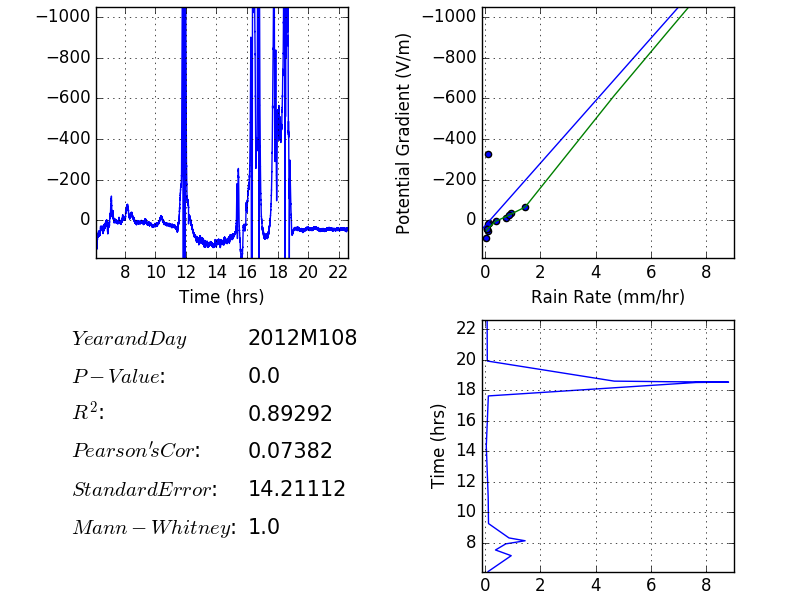 −1000
−800
−600
−400
−200
0
8 10 12 14 16 18 20 22
Time (hrs)
Potential Gradient (V/m)
−1000
−800
−600
−400
−200
0
0 2 4 6 8
Rain Rate (mm/hr)
YearandDay 2012M108
P−Value: 0.0
R²: 0.89292
Pearson'sCor: 0.07382
StandardError: 14.21112
Mann−Whitney: 1.0
Time (hrs)
22
20
18
16
14
12
10
8
0 2 4 6 8